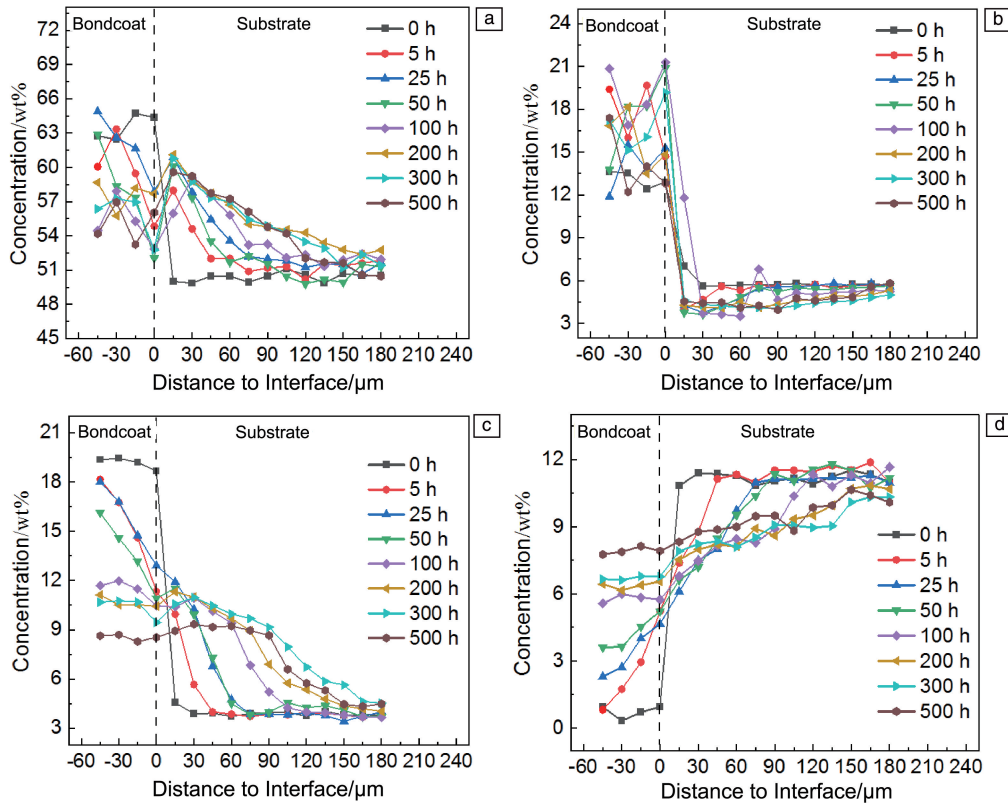 a
Bondcoat
Substrate
72
69
66
63
60
57
54
51
48
45
Concentration/wt%
0 h
5 h
25 h
50 h
100 h
200 h
300 h
500 h
-60 -30 0 30 60 90 120 150 180 210 240
Distance to Interface/μm
b
Bondcoat
Substrate
24
21
18
15
12
9
6
3
Concentration/wt%
0 h
5 h
25 h
50 h
100 h
200 h
300 h
500 h
-60 -30 0 30 60 90 120 150 180 210 240
Distance to Interface/μm
c
Bondcoat
Substrate
21
18
15
12
9
6
3
Concentration/wt%
0 h
5 h
25 h
50 h
100 h
200 h
300 h
500 h
-60 -30 0 30 60 90 120 150 180 210 240
Distance to Interface/μm
d
Bondcoat
Substrate
12
9
6
3
0
Concentration/wt%
0 h
5 h
25 h
50 h
100 h
200 h
300 h
500 h
-60 -30 0 30 60 90 120 150 180 210 240
Distance to Interface/μm